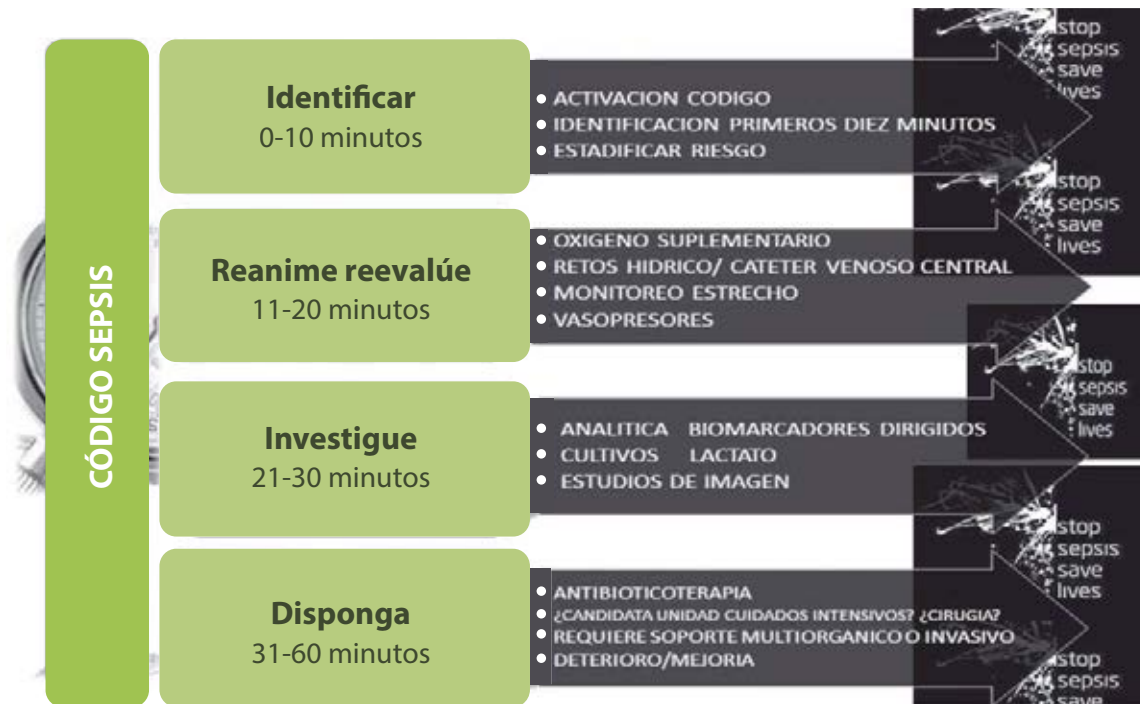 CÓDIGO SEPSIS
Identificar
0-10 minutos
• ACTIVACION CODIGO
• IDENTIFICACION PRIMEROS DIEZ MINUTOS
• ESTADIFICAR RIESGO
stop
sepsis
save
lives
Reanime reevalúe
11-20 minutos
• OXIGENO SUPLEMENTARIO
• RETOS HIDRICO/ CATETER VENOSO CENTRAL
• MONITOREO ESTRECHO
• VASOPRESORES
stop
sepsis
save
lives
Investigue
21-30 minutos
• ANALITICA BIOMARCADORES DIRIGIDOS
• CULTIVOS LACTATO
• ESTUDIOS DE IMAGEN
stop
sepsis
save
lives
Disponga
31-60 minutos
• ANTIBIOTICOTERAPIA
• ¿CANDIDATA UNIDAD CUIDADOS INTENSIVOS? ¿CIRUGIA?
• REQUIERE SOPORTE MULTIORGANICO O INVASIVO
• DETERIORO/MEJORIA
stop
sepsis
save
lives
stop
sepsis
save